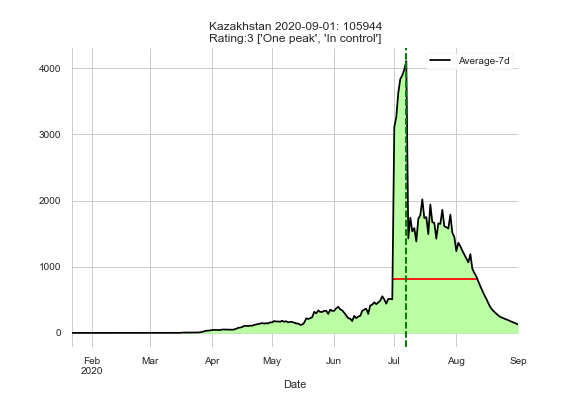 Kazakhstan 2020-09-01: 105944
Rating:3 ['One peak', 'In control']
Average-7d
4000
3000
2000
1000
0
Feb Mar Apr May Jun Jul Aug Sep
2020
Date